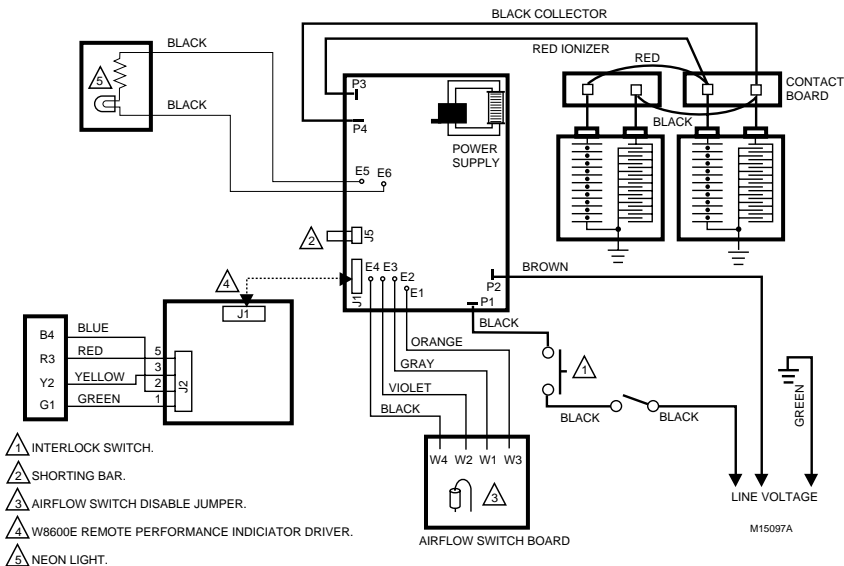 BLACK COLLECTOR
RED IONIZER
RED
BLACK
CONTACT
BOARD
BLACK
5
BLACK
P3
P4
POWER
SUPPLY
E5
E6
2
J5
4
J1
E4
E3
E2
E1
P2
P1
BROWN
BLACK
J1
B4
BLUE
R3
RED
5
Y2
YELLOW
3
2
G1
GREEN
1
J2
ORANGE
GRAY
VIOLET
BLACK
1
BLACK
BLACK
GREEN
W4 W2 W1 W3
3
AIRFLOW SWITCH BOARD
LINE VOLTAGE
M15097A
1 INTERLOCK SWITCH.
2 SHORTING BAR.
3 AIRFLOW SWITCH DISABLE JUMPER.
4 W8600E REMOTE PERFORMANCE INDICIATOR DRIVER.
5 NEON LIGHT.